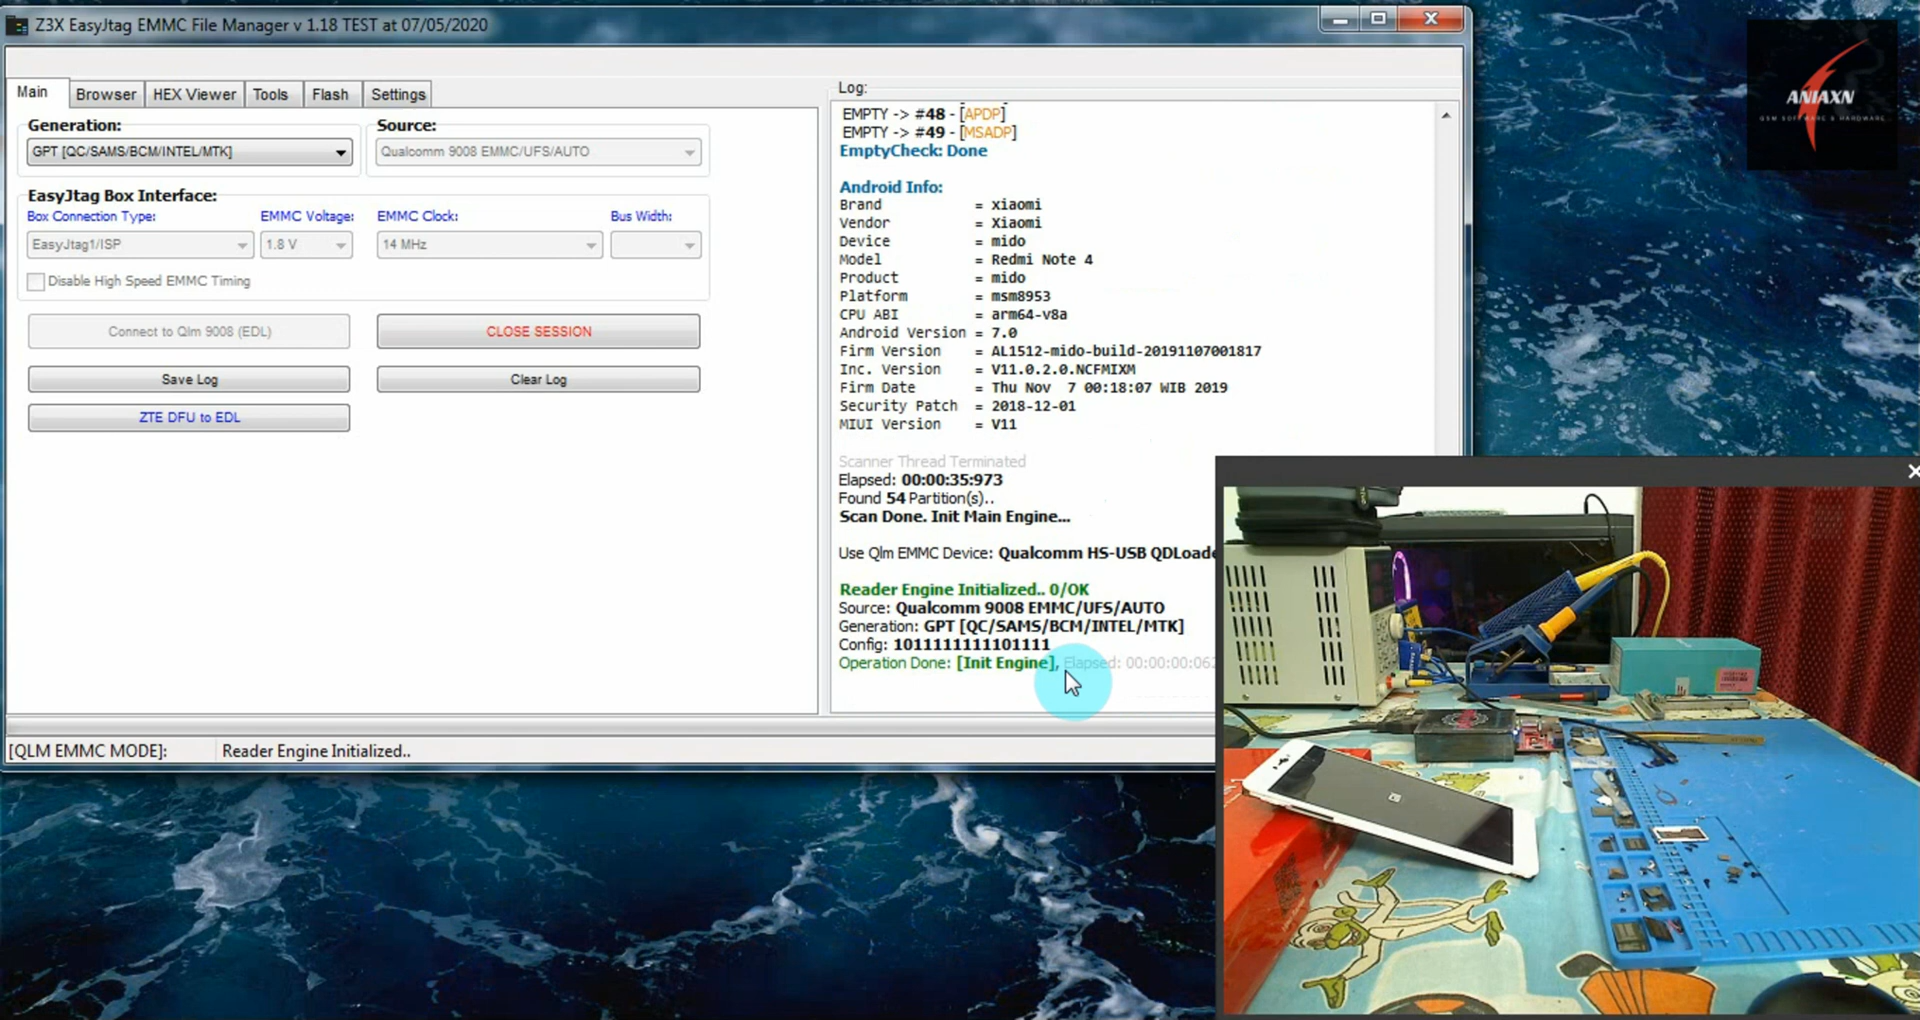 Z3X EasyJtag EMMC File Manager v 1.18 TEST at 07/05/2020
Main
Browser
HEX Viewer
Tools
Flash
Settings
Generation:
GPT [QC/SAMS/BCM/INTEL/MTK]
Source:
Qualcomm 9008 EMMC/UFS/AUTO
EasyJtag Box Interface:
Box Connection Type:
EMMC Voltage:
EMMC Clock:
Bus Width:
EasyJtag1/ISP
1.8 V
14 MHz
Disable High Speed EMMC Timing
Connect to Qlm 9008 (EDL)
CLOSE SESSION
Save Log
Clear Log
ZTE DFU to EDL
Log:
EMPTY -> #48 - [APDP]
EMPTY -> #49 - [MSADP]
EmptyCheck: Done
Android Info:
Brand = xiaomi
Vendor = Xiaomi
Device = mido
Model = Redmi Note 4
Product = mido
Platform = msm8953
CPU ABI = arm64-v8a
Android Version = 7.0
Firm Version = AL1512-mido-build-20191107001817
Inc. Version = V11.0.2.0.NCFMIXM
Firm Date = Thu Nov 7 00:18:07 WIB 2019
Security Patch = 2018-12-01
MIUI Version = V11
Scanner Thread Terminated
Elapsed: 00:00:35:973
Found 54 Partition(s)..
Scan Done. Init Main Engine...
Use Qlm EMMC Device: Qualcomm HS-USB QDLoade
Reader Engine Initialized.. 0/OK
Source: Qualcomm 9008 EMMC/UFS/AUTO
Generation: GPT [QC/SAMS/BCM/INTEL/MTK]
Config: 1011111111101111
Operation Done: [Init Engine], Elapsed: 00:00:00:062
[QLM EMMC MODE]:
Reader Engine Initialized..
ANIAXN
GSM SOFTWARE & HARDWARE